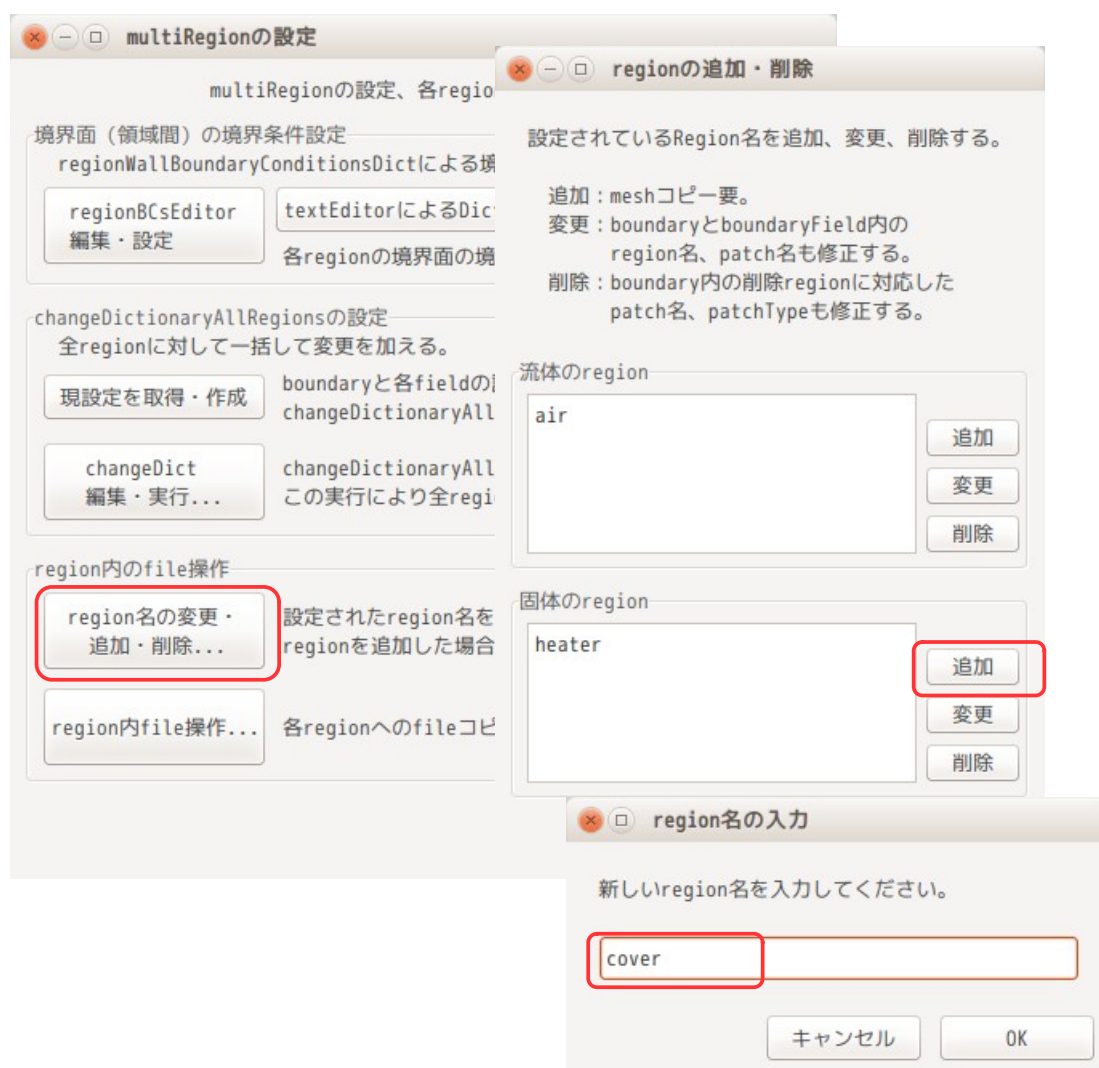 multiRegionの設定
multiRegionの設定、各regio
境界面（領域間）の境界条件設定
regionWallBoundaryConditionsDictによる境
regionBCsEditor
編集・設定
textEditorによるDic
各regionの境界面の境
changeDictionaryAllRegionsの設定
全regionに対して一括して変更を加える。
現設定を取得・作成
boundaryと各fieldの
changeDictionaryAll
changeDict
編集・実行...
changeDictionaryAll
この実行により全regi
region内のfile操作
region名の変更・
追加・削除...
設定されたregion名を
regionを追加した場合
region内file操作...
各regionへのfileコピ
regionの追加・削除
設定されているRegion名を追加、変更、削除する。
追加：meshコピー要。
変更：boundaryとboundaryField内の
region名、patch名も修正する。
削除：boundary内の削除regionに対応した
patch名、patchTypeも修正する。
流体のregion
air
追加
変更
削除
固体のregion
heater
追加
変更
削除
region名の入力
新しいregion名を入力してください。
cover
キャンセル
OK